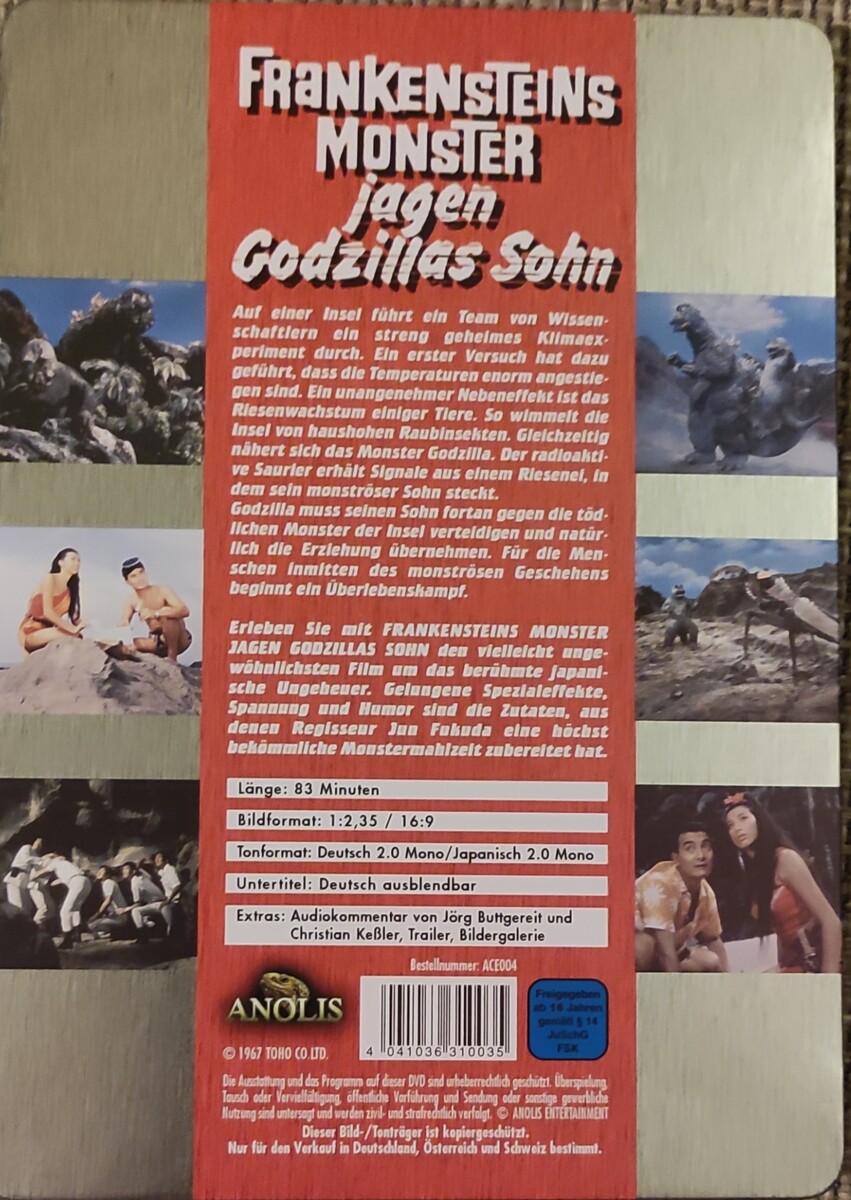 FRANKENSTEINS
MONSTER
jagen
Godzillas Sohn
Auf einer Insel führt ein Team von Wissen-
schaftlern ein streng geheimes Klimaex-
periment durch. Ein erster Versuch hat dazu
geführt, dass die Temperaturen enorm angestie-
gen sind. Ein unangenehmer Nebeneffekt ist das
Riesenwachstum einiger Tiere. So wimmelt die
Insel von haushohen Raubinsekten. Gleichzeitig
nähert sich das Monster Godzilla. Der radioakti-
ve Saurier erhält Signale aus einem Riesenei, in
dem sein monströser Sohn steckt.
Godzilla muss seinen Sohn fortan gegen die töd-
lichen Monster der Insel verteidigen und natür-
lich die Erziehung übernehmen. Für die Men-
schen inmitten des monströsen Geschehens
beginnt ein Überlebenskampf.
Erleben Sie mit FRANKENSTEINS MONSTER
JAGEN GODZILLAS SOHN den vielleicht unge-
wöhnlichsten Film um das berühmte japani-
sche Ungeheuer. Gelungene Spezialeffekte,
Spannung und Humor sind die Zutaten, aus
denen Regisseur Jun Fukuda eine höchst
bekömmliche Monstermahlzeit zubereitet hat.
Länge: 83 Minuten
Bildformat: 1:2,35 / 16:9
Tonformat: Deutsch 2.0 Mono/Japanisch 2.0 Mono
Untertitel: Deutsch ausblendbar
Extras: Audiokommentar von Jörg Buttgereit und
Christian Keßler, Trailer, Bildergalerie
Bestellnummer: ACE004
ANOLIS
© 1967 TOHO CO.LTD.
4 041036 310035
Freigegeben
ab 16 Jahren
gemäß § 14
JuSchG
FSK
Die Ausstattung und das Programm auf dieser DVD sind urheberrechtlich geschützt. Überspielung,
Tausch oder Vervielfältigung, öffentliche Vorführung und Sendung oder sonstige gewerbliche
Nutzung sind untersagt und werden zivil- und strafrechtlich verfolgt. © ANOLIS ENTERTAINMENT
Dieser Bild-/Tonträger ist kopiergeschützt.
Nur für den Verkauf in Deutschland, Österreich und Schweiz bestimmt.